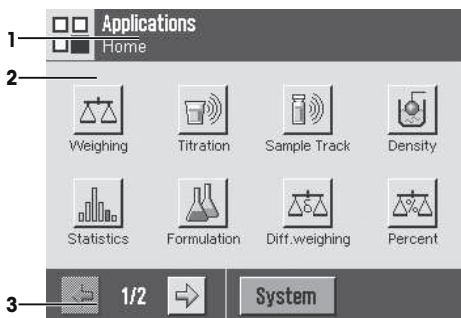 Applications
1
Home
2
Weighing
Titration
Sample Track
Density
Statistics
Formulation
Diff.weighing
Percent
3
1/2
System